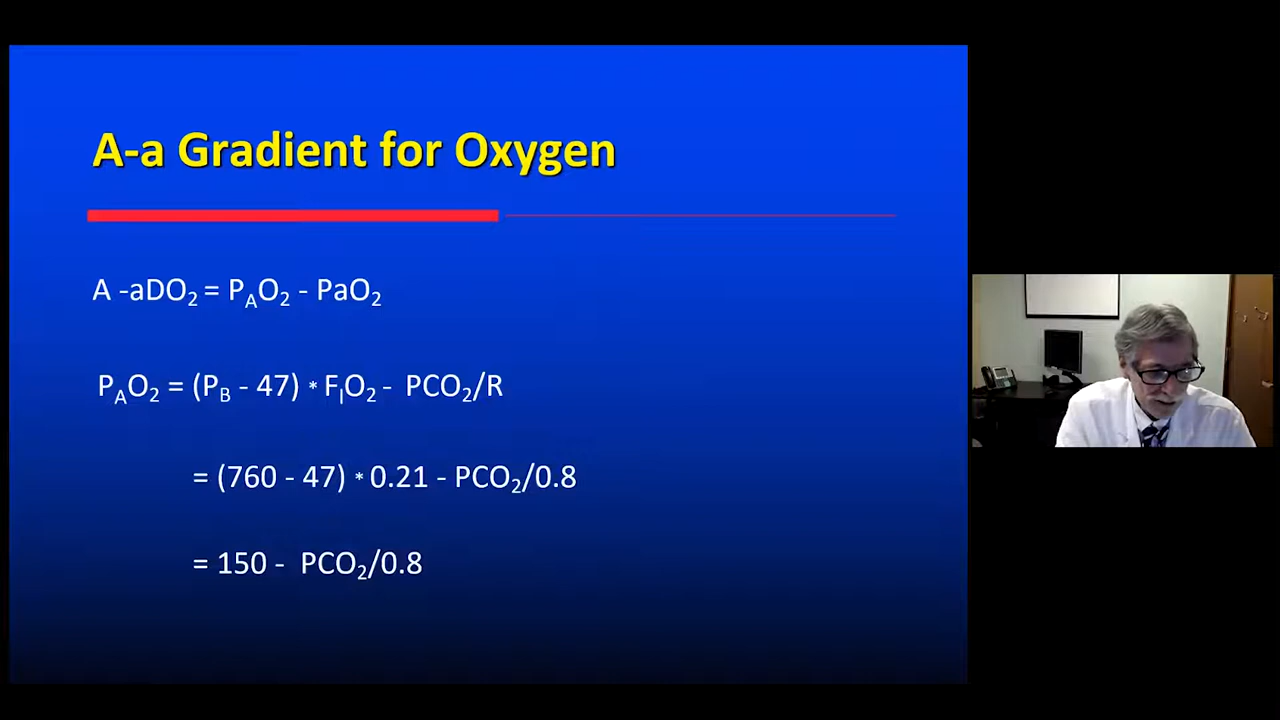 A-a Gradient for Oxygen
A -aDO₂ = PAO₂ - PaO₂
PAO₂ = (PB - 47) * FIO₂ - PCO₂/R
= (760 - 47) * 0.21 - PCO₂/0.8
= 150 - PCO₂/0.8